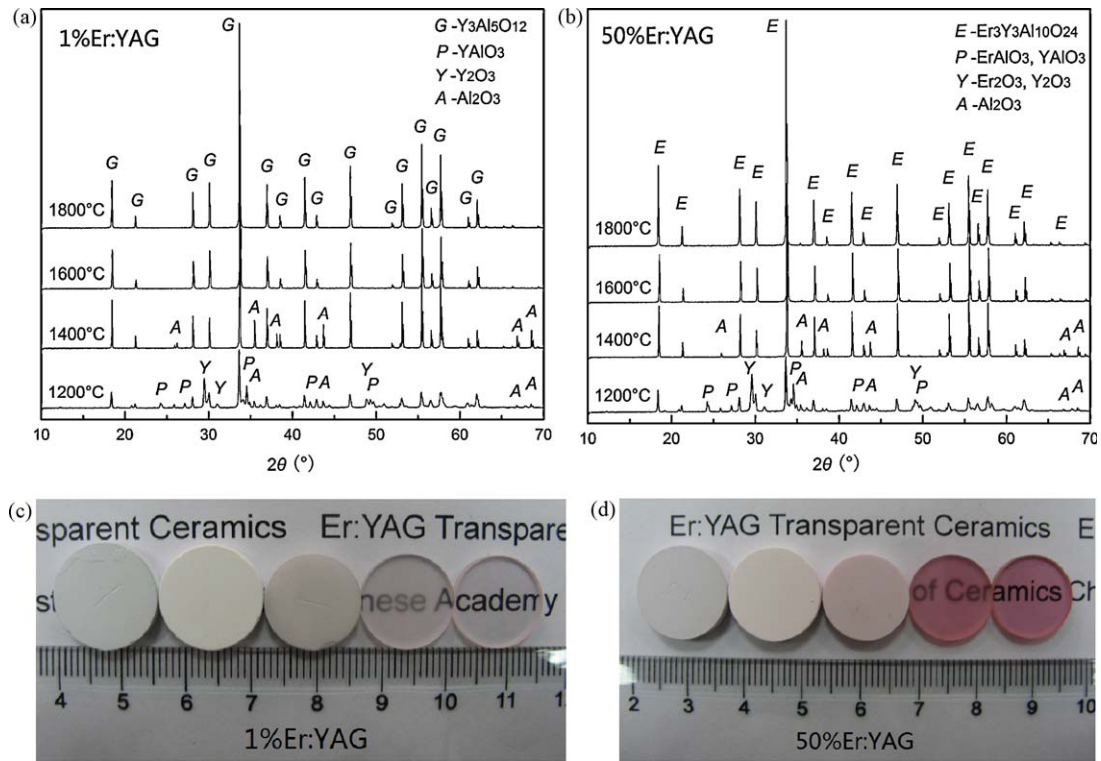 (a)
1%Er:YAG
G
G -Y3Al5O12
P -YAlO3
Y -Y2O3
A -Al2O3
G G G G G G G G G G G G G G G
1800°C
1600°C
1400°C
A A A A A A
1200°C
P P Y Y P A P A Y P A A
10 20 30 40 50 60 70
2θ (°)
(b)
50%Er:YAG
E
E -Er3Y3Al10O24
P -ErAlO3, YAlO3
Y -Er2O3, Y2O3
A -Al2O3
E E E E E E E E E E E E E E E E
1800°C
1600°C
1400°C
A A A A A A
1200°C
P P Y Y P A P A Y P A A
10 20 30 40 50 60 70
2θ (°)
(c)
sparent Ceramics Er:YAG Transpare
st nese Academy
4 5 6 7 8 9 10 11
1%Er:YAG
(d)
Er:YAG Transparent Ceramics E
of Ceramics Ch
2 3 4 5 6 7 8 9 10
50%Er:YAG